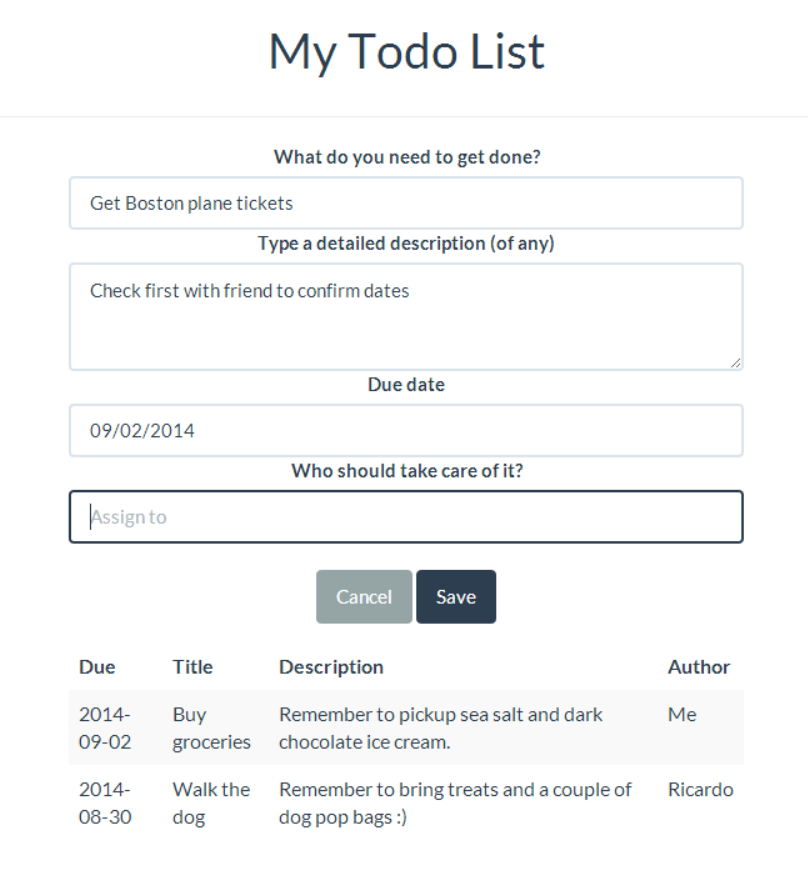 My Todo List
What do you need to get done?
Get Boston plane tickets
Type a detailed description (of any)
Check first with friend to confirm dates
Due date
09/02/2014
Who should take care of it?
Assign to
Cancel Save
Due Title Description Author
2014- Buy Remember to pickup sea salt and dark Me
09-02 groceries chocolate ice cream.
2014- Walk the Remember to bring treats and a couple of Ricardo
08-30 dog dog pop bags :)